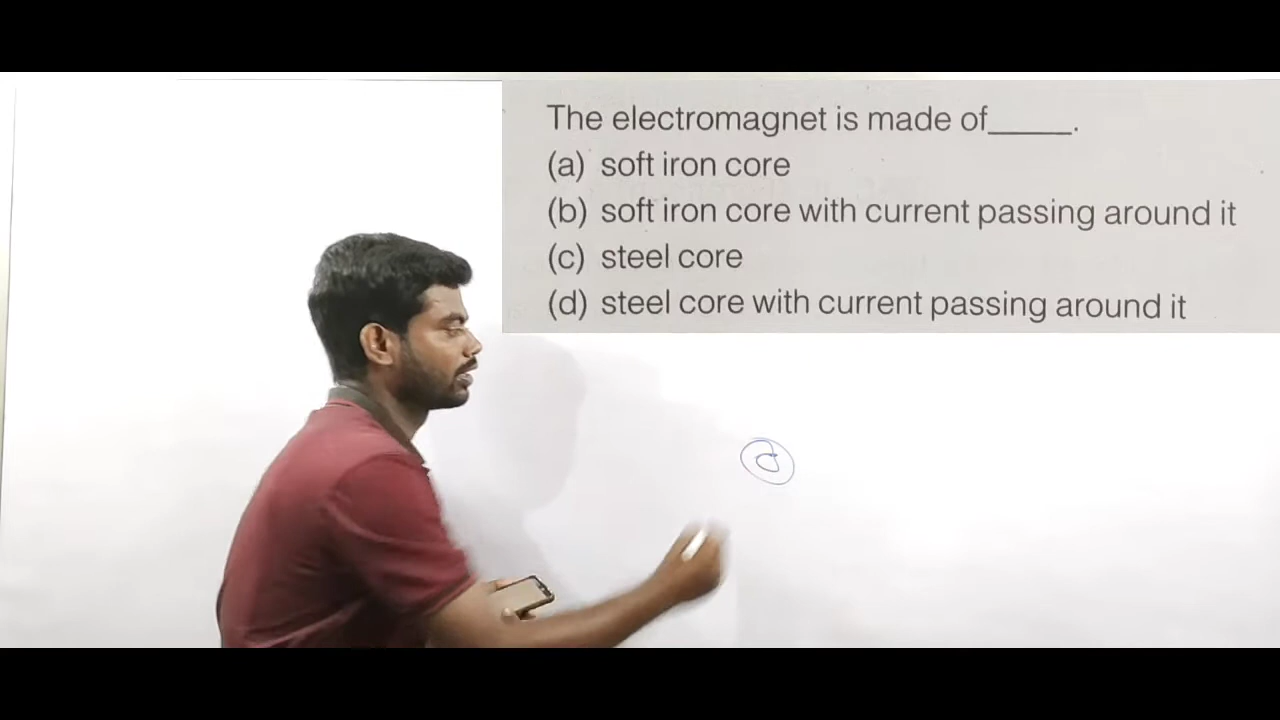 The electromagnet is made of_____.
(a) soft iron core
(b) soft iron core with current passing around it
(c) steel core
(d) steel core with current passing around it